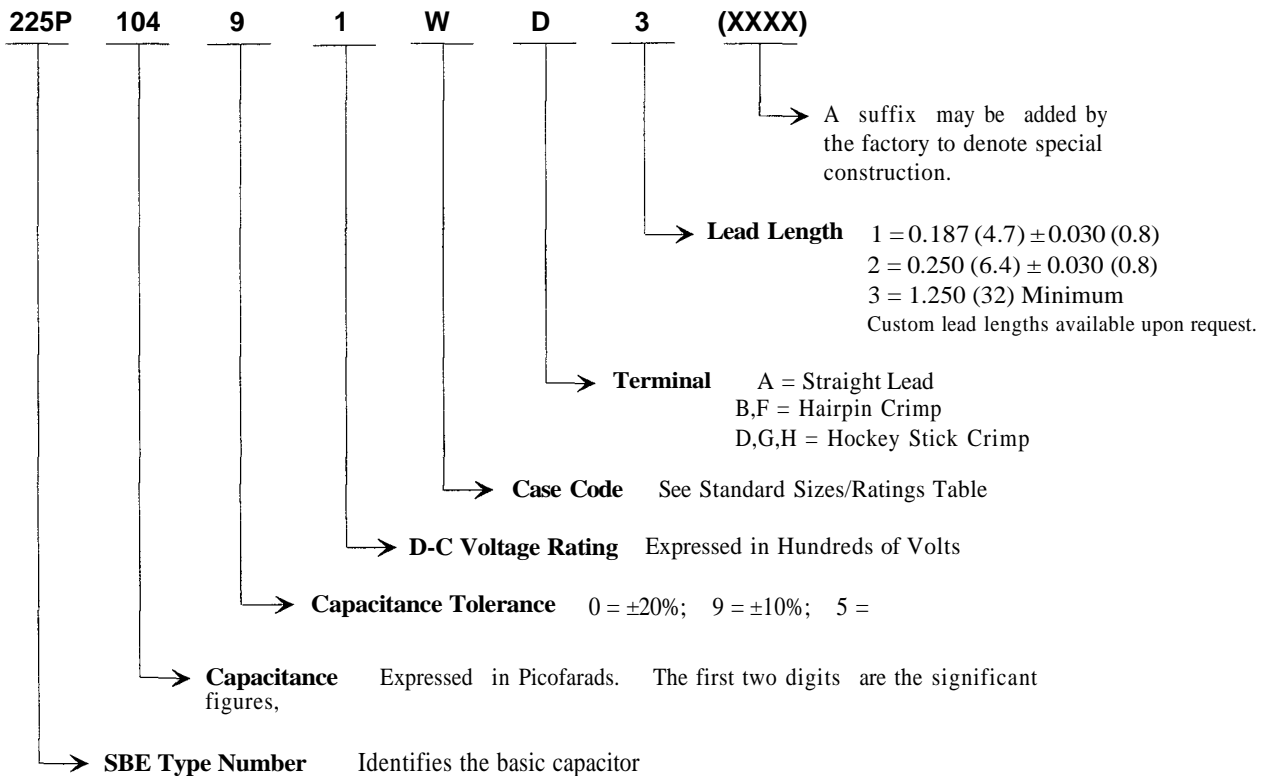 225P 104 9 1 W D 3 (XXXX)
A suffix may be added by
the factory to denote special
construction.
Lead Length 1 = 0.187 (4.7) ± 0.030 (0.8)
2 = 0.250 (6.4) ± 0.030 (0.8)
3 = 1.250 (32) Minimum
Custom lead lengths available upon request.
Terminal A = Straight Lead
B,F = Hairpin Crimp
D,G,H = Hockey Stick Crimp
Case Code See Standard Sizes/Ratings Table
D-C Voltage Rating Expressed in Hundreds of Volts
Capacitance Tolerance 0 = ±20%; 9 = ±10%; 5 =
Capacitance Expressed in Picofarads. The first two digits are the significant
figures,
SBE Type Number Identifies the basic capacitor